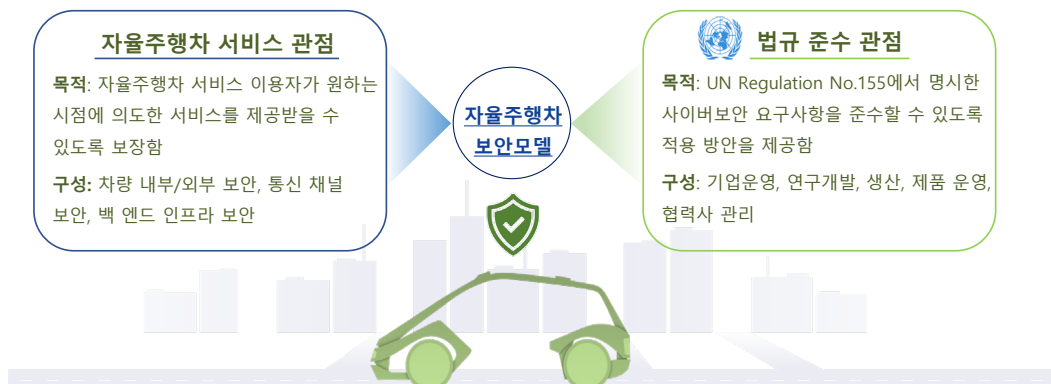 자율주행차 서비스 관점
목적: 자율주행차 서비스 이용자가 원하는
시점에 의도한 서비스를 제공받을 수
있도록 보장함
구성: 차량 내부/외부 보안, 통신 채널
보안, 백 엔드 인프라 보안
자율주행차
보안모델
법규 준수 관점
목적: UN Regulation No.155에서 명시한
사이버보안 요구사항을 준수할 수 있도록
적용 방안을 제공함
구성: 기업운영, 연구개발, 생산, 제품 운영,
협력사 관리